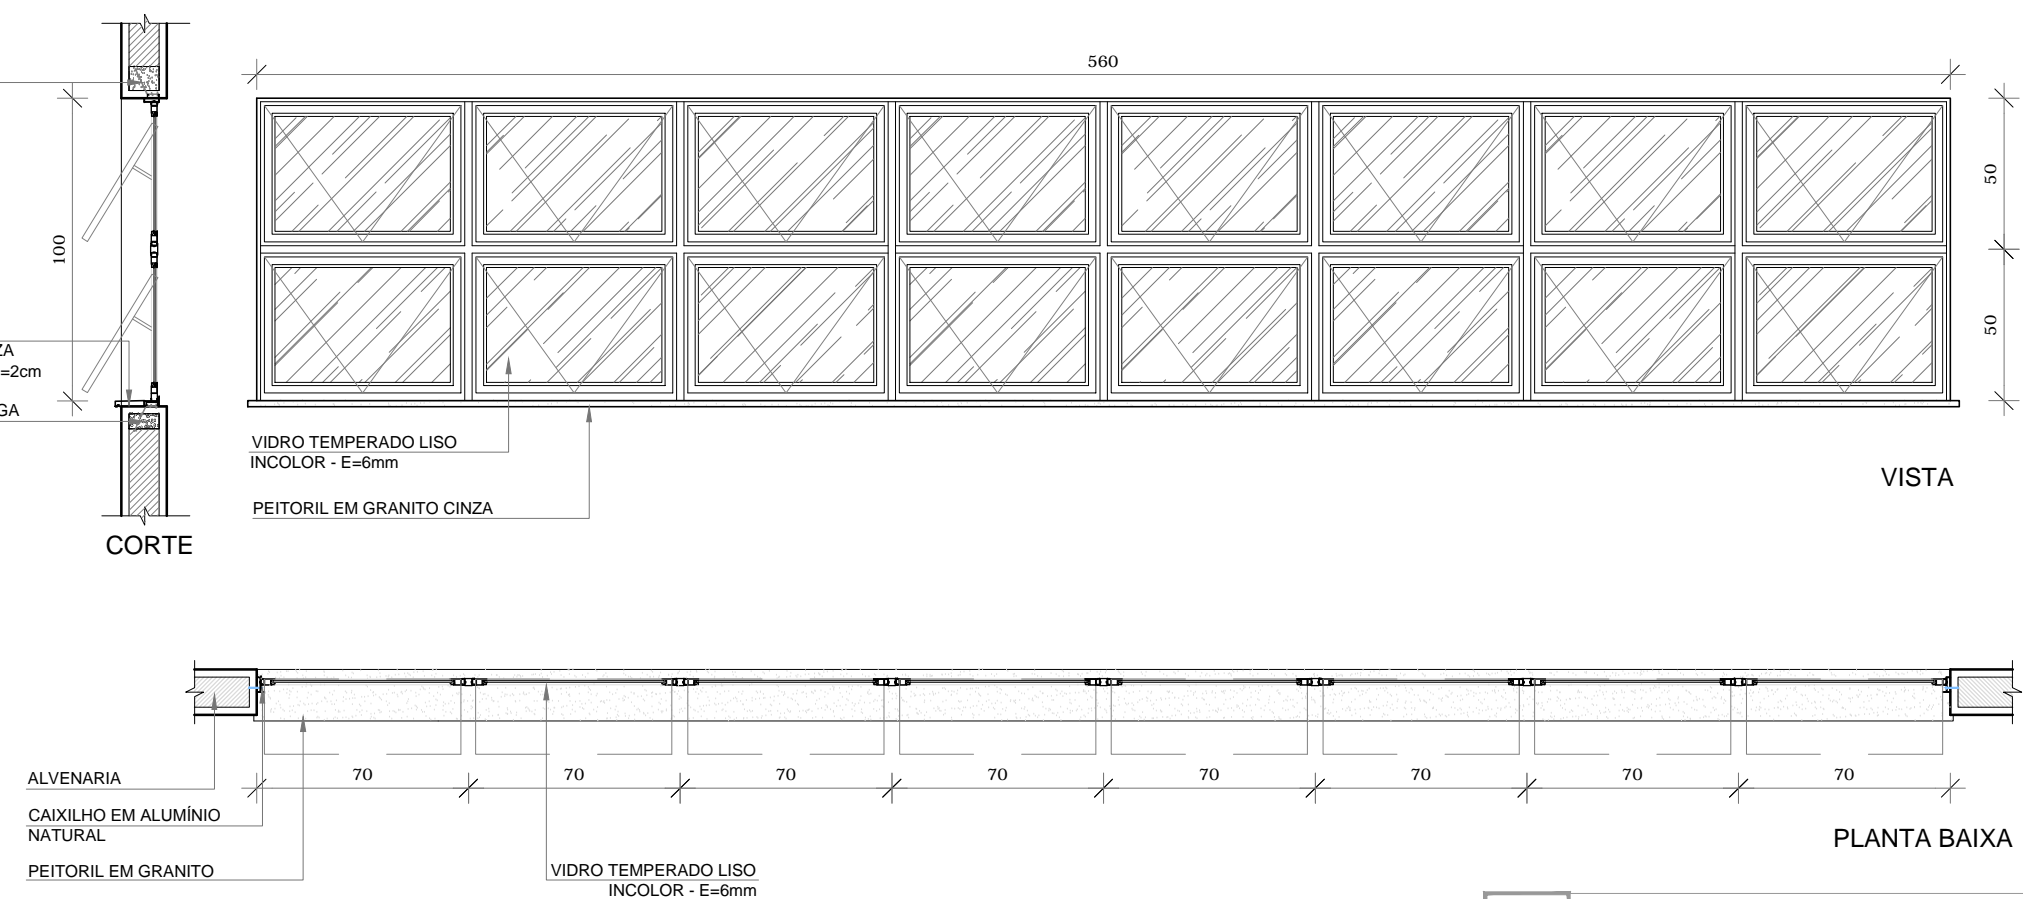 560
50
50
100
ZA
=2cm
GA
VIDRO TEMPERADO LISO
INCOLOR - E=6mm
PEITORIL EM GRANITO CINZA
VISTA
CORTE
70 70 70 70 70 70 70 70
ALVENARIA
CAIXILHO EM ALUMÍNIO
NATURAL
PEITORIL EM GRANITO
VIDRO TEMPERADO LISO
INCOLOR - E=6mm
PLANTA BAIXA